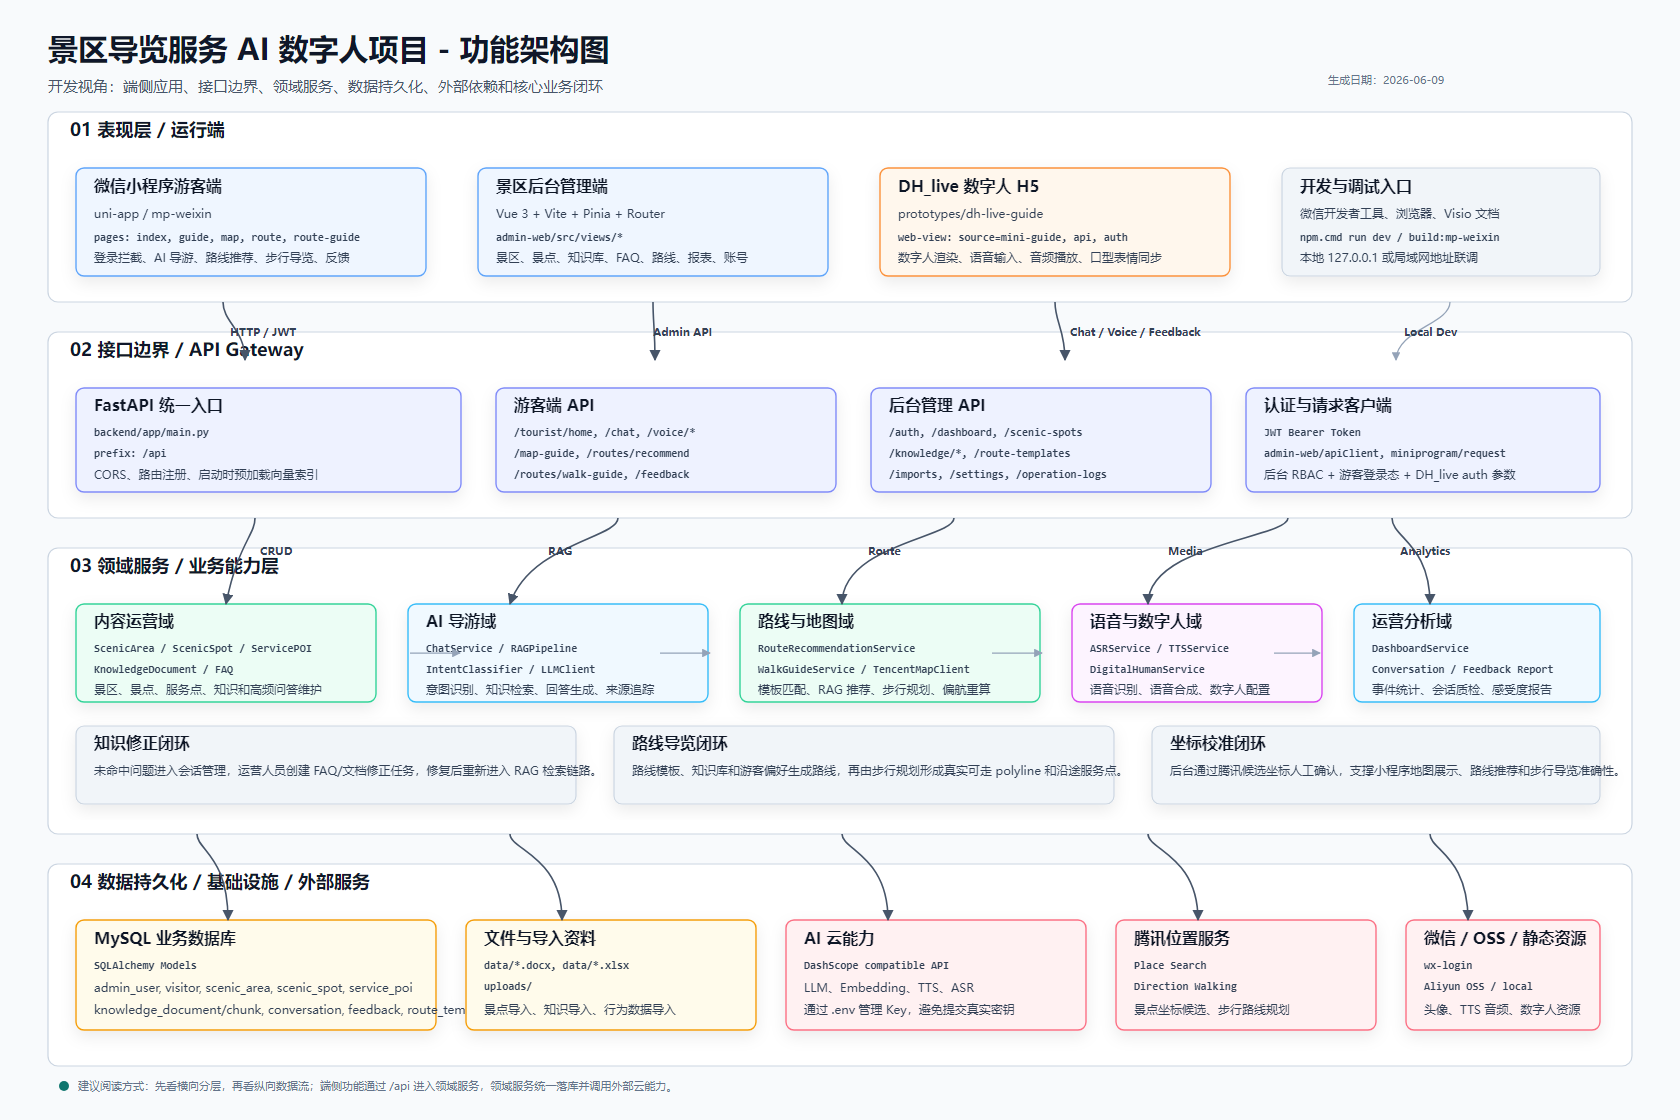 景区导览服务 AI 数字人项目 - 功能架构图
开发视角：端侧应用、接口边界、领域服务、数据持久化、外部依赖和核心业务闭环
生成日期：2026-06-09
01 表现层 / 运行端
微信小程序游客端
uni-app / mp-weixin
pages: index, guide, map, route, route-guide
登录拦截、AI 导游、路线推荐、步行导览、反馈
景区后台管理端
Vue 3 + Vite + Pinia + Router
admin-web/src/views/*
景区、景点、知识库、FAQ、路线、报表、账号
DH_live 数字人 H5
prototypes/dh-live-guide
web-view: source=mini-guide, api, auth
数字人渲染、语音输入、音频播放、口型表情同步
开发与调试入口
微信开发者工具、浏览器、Visio 文档
npm.cmd run dev / build:mp-weixin
本地 127.0.0.1 或局域网地址联调
HTTP / JWT
Admin API
Chat / Voice / Feedback
Local Dev
02 接口边界 / API Gateway
FastAPI 统一入口
backend/app/main.py
prefix: /api
CORS、路由注册、启动时预加载向量索引
游客端 API
/tourist/home, /chat, /voice/*
/map-guide, /routes/recommend
/routes/walk-guide, /feedback
后台管理 API
/auth, /dashboard, /scenic-spots
/knowledge/*, /route-templates
/imports, /settings, /operation-logs
认证与请求客户端
JWT Bearer Token
admin-web/apiClient, miniprogram/request
后台 RBAC + 游客登录态 + DH_live auth 参数
CRUD
RAG
Route
Media
Analytics
03 领域服务 / 业务能力层
内容运营域
ScenicArea / ScenicSpot / ServicePOI
KnowledgeDocument / FAQ
景区、景点、服务点、知识和高频问答维护
AI 导游域
ChatService / RAGPipeline
IntentClassifier / LLMClient
意图识别、知识检索、回答生成、来源追踪
路线与地图域
RouteRecommendationService
WalkGuideService / TencentMapClient
模板匹配、RAG 推荐、步行规划、偏航重算
语音与数字人域
ASRService / TTSService
DigitalHumanService
语音识别、语音合成、数字人配置
运营分析域
DashboardService
Conversation / Feedback Report
事件统计、会话质检、感受度报告
知识修正闭环
未命中问题进入会话管理，运营人员创建 FAQ/文档修正任务，修复后重新进入 RAG 检索链路。
路线导览闭环
路线模板、知识库和游客偏好生成路线，再由步行规划形成真实可走 polyline 和沿途服务点。
坐标校准闭环
后台通过腾讯候选坐标人工确认，支撑小程序地图展示、路线推荐和步行导览准确性。
04 数据持久化 / 基础设施 / 外部服务
MySQL 业务数据库
SQLAlchemy Models
admin_user, visitor, scenic_area, scenic_spot, service_poi
knowledge_document/chunk, conversation, feedback, route_tem
文件与导入资料
data/*.docx, data/*.xlsx
uploads/
景点导入、知识导入、行为数据导入
AI 云能力
DashScope compatible API
LLM、Embedding、TTS、ASR
通过 .env 管理 Key，避免提交真实密钥
腾讯位置服务
Place Search
Direction Walking
景点坐标候选、步行路线规划
微信 / OSS / 静态资源
wx-login
Aliyun OSS / local
头像、TTS 音频、数字人资源
建议阅读方式：先看横向分层，再看纵向数据流；端侧功能通过 /api 进入领域服务，领域服务统一落库并调用外部云能力。